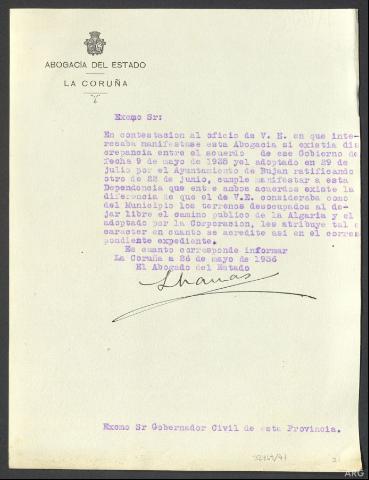 ABOGACÍA DEL ESTADO
LA CORUÑA
Exomo Sr:
En contestacion al oficio de V. E. en que inte-
resaba manifestase esta Abogacia si existia dis
crepancia entre el acuerdo de ese Gobierno de
fecha 9 de mayo de 1935 yel adoptado en 29 de
julio por el Ayuntamiento de Bujan ratificando
otro de 22 de junio, cumple manifestar a esta
Dependencia que entre ambos acuerdos existe la
diferencia de que el de V.E. consideraba como
del Municipio los terrenos desocupados al de-
jar libre el camino publico de la Algaria y el
adoptado por la Corporacion, les atribuye tal c
caracter en cuanto se acredite asi en el corres
pondiente expediente.
Es cuanto corresponde informar
La Coruña a 26 de mayo de 1936
El Abogado del Estado
Exomo Sr Gobernador Civil de esta Provincia.
ARG